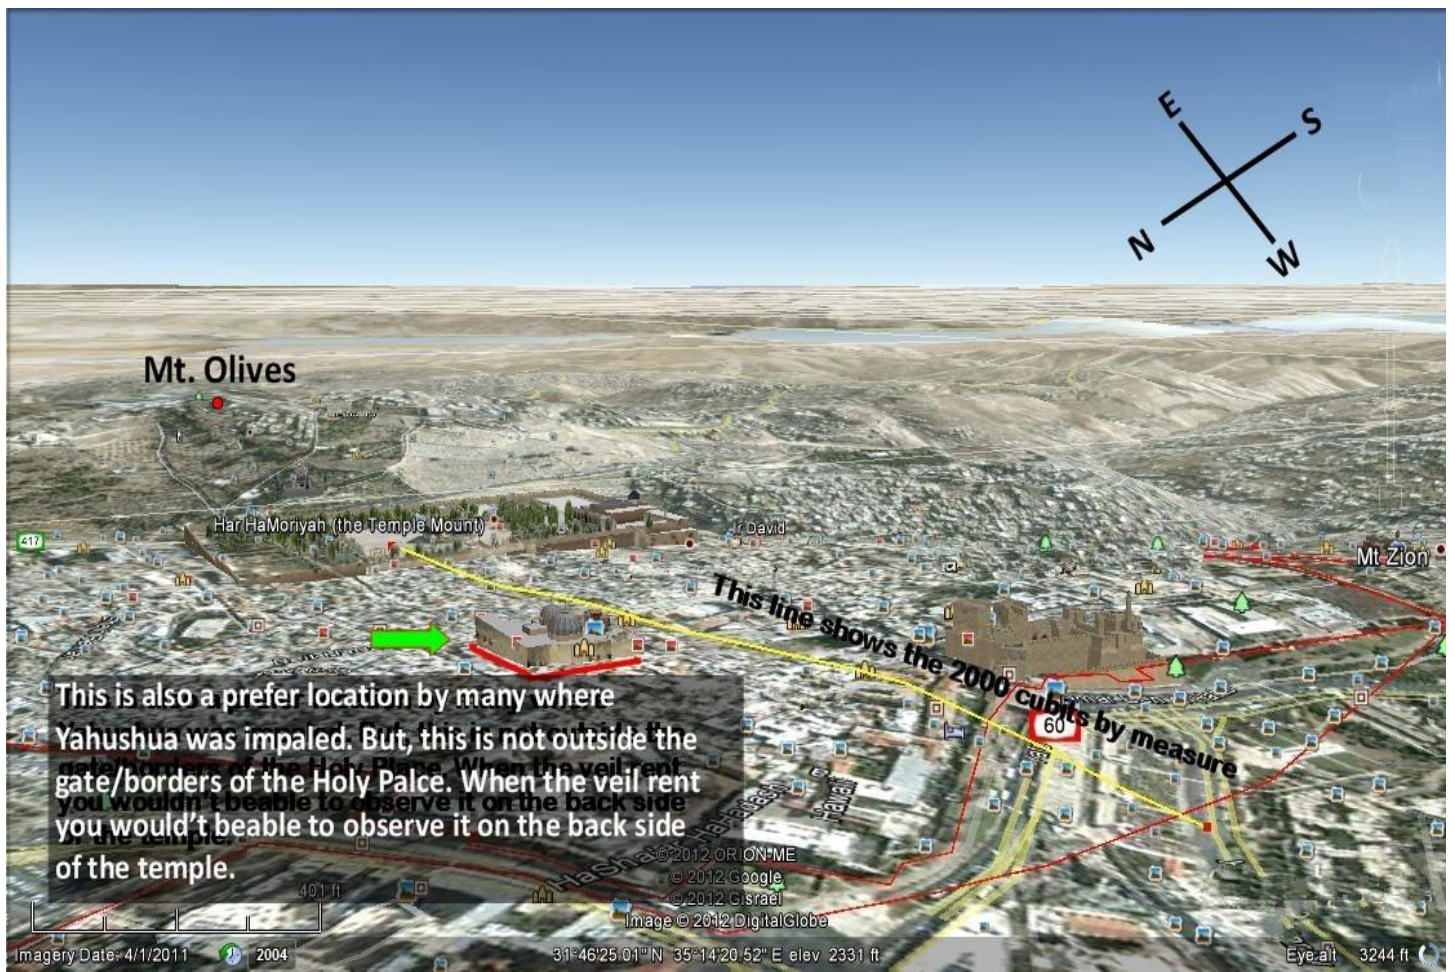 E
S
N
W
Mt. Olives
Har HaMoriyah (the Temple Mount)
Ir David
417
Mt Zion
This line shows the 2000 cubits by measure
60
This is also a prefer location by many where
Yahushua was impaled. But, this is not outside the
gate/borders of the Holy Palce. When the veil rent
you would't beable to observe it on the back side
of the temple.
© 2012 ORION-ME
© 2012 Google
© 2012 Gisrael
Image © 2012 DigitalGlobe
401 ft
Imagery Date: 4/1/2011
2004
31°46'25.01" N 35°14'20.52" E elev 2331 ft
Eye alt 3244 ft